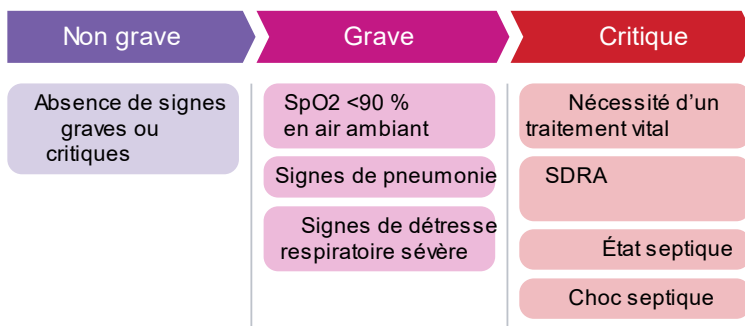 Non grave
Grave
Critique
Absence de signes
graves ou
critiques
SpO2 <90 %
en air ambiant
Signes de pneumonie
Signes de détresse
respiratoire sévère
Nécessité d’un
traitement vital
SDRA
État septique
Choc septique